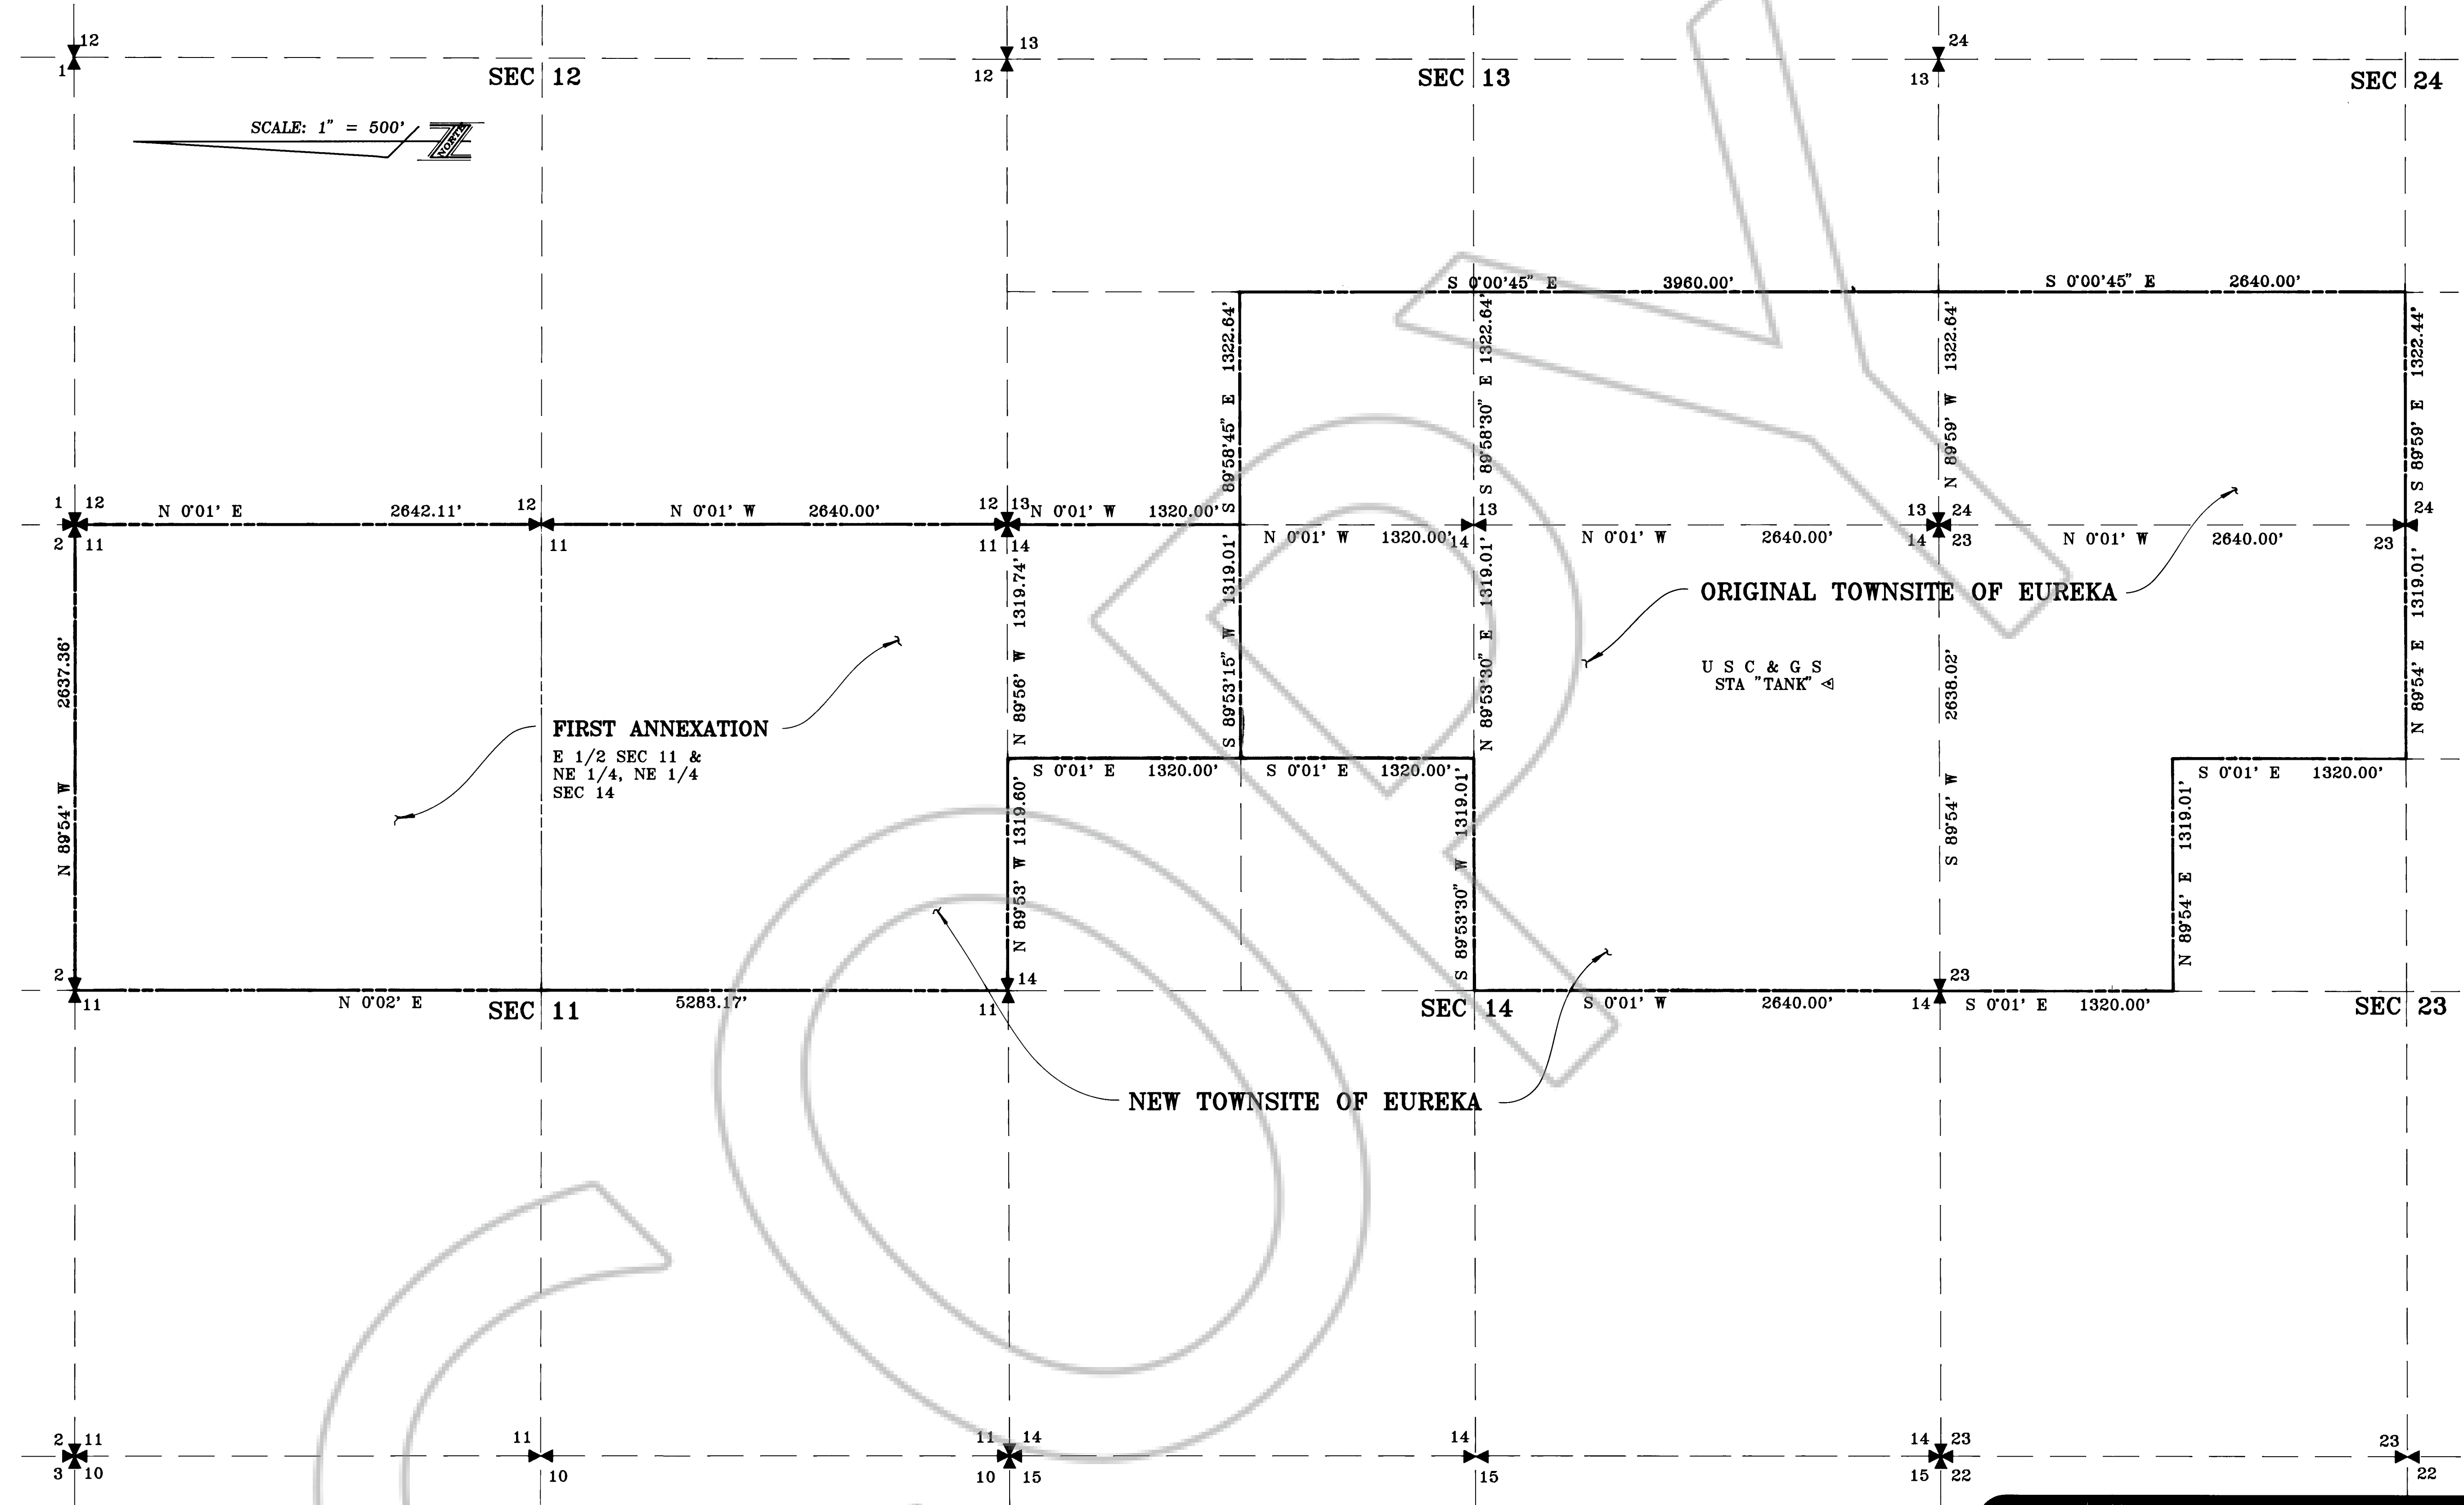 12
1
SEC 12
13
12
SEC 13
24
13
SEC 24
SCALE: 1" = 500'
NORTH
S 0°00'45" E 3960.00'
S 0°00'45" E 2640.00'
S 89°58'45" E 1322.64'
S 89°58'30" E 1322.64'
N 89°59' W 1322.64'
S 89°59' E 1322.44'
1 12
N 0°01' E 2642.11'
12
N 0°01' W 2640.00'
12 13
N 0°01' W 1320.00'
13
13 24
24
2 11
11
11 14
N 0°01' W 1320.00'
14
N 0°01' W 2640.00'
14 23
N 0°01' W 2640.00'
23
N 89°54' W 2637.36'
N 89°56' W 1319.74'
S 89°53'15" W 1319.01'
N 89°53'30" E 1319.01'
S 89°54' W 2638.02'
N 89°54' E 1319.01'
ORIGINAL TOWNSITE OF EUREKA
U S C & G S
STA "TANK"
FIRST ANNEXATION
E 1/2 SEC 11 &
NE 1/4, NE 1/4
SEC 14
S 0°01' E 1320.00'
S 0°01' E 1320.00'
S 0°01' E 1320.00'
N 89°53' W 1319.60'
S 89°53'30" W 1319.01'
N 89°54' E 1319.01'
2
11
N 0°02' E 5283.17'
SEC 11
14
11
SEC 14
S 0°01' W 2640.00'
23
14
S 0°01' E 1320.00'
SEC 23
NEW TOWNSITE OF EUREKA
2 11
3 10
11
10
11 14
10 15
14
15
14 23
15 22
23
22
COPY